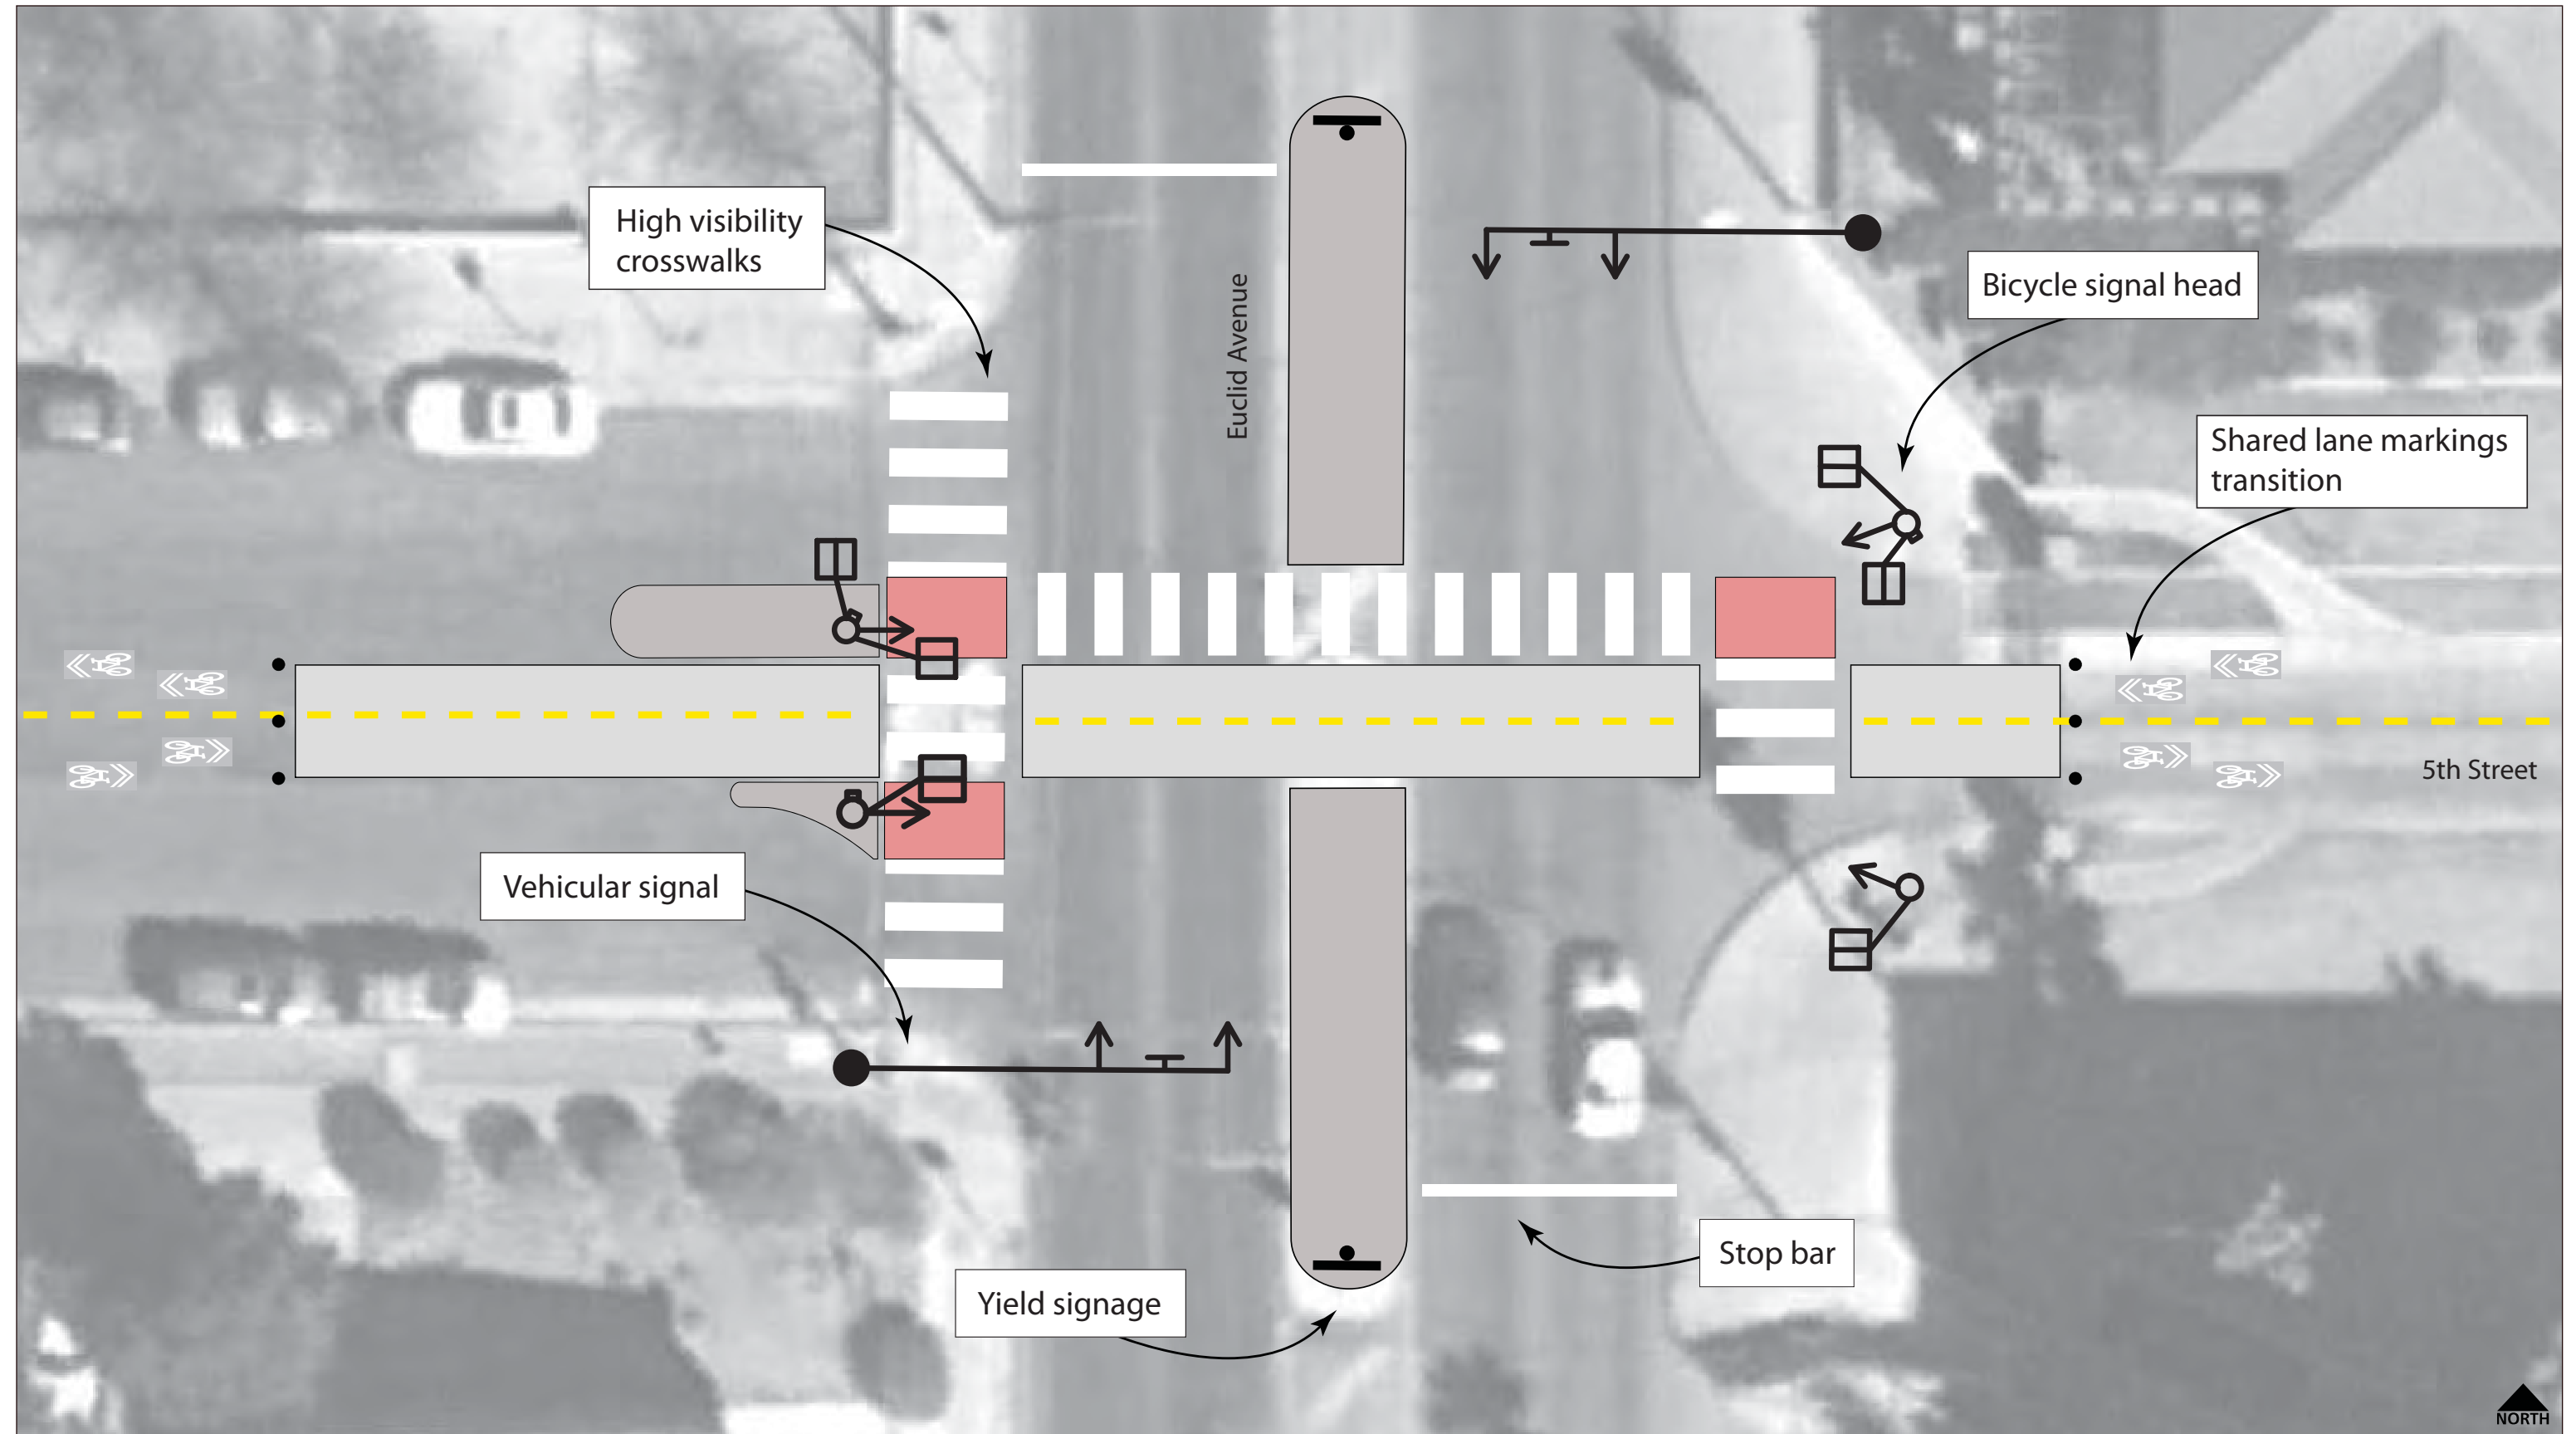 High visibility
crosswalks
Euclid Avenue
Bicycle signal head
Shared lane markings
transition
5th Street
Vehicular signal
Stop bar
Yield signage
NORTH